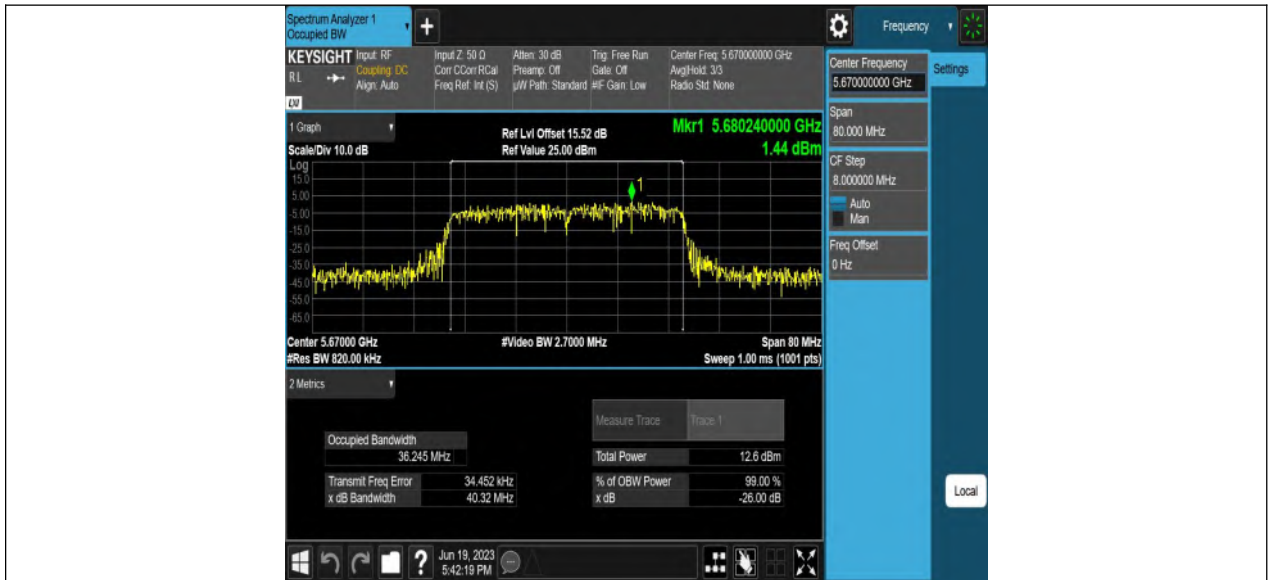 Spectrum Analyzer 1
Occupied BW
+
Frequency
KEYSIGHT
RL
LXI
Input: RF
Coupling: DC
Align: Auto
Input Z: 50 Ω
Corr CCorr RCal
Freq Ref: Int (S)
Atten: 30 dB
Preamp: Off
µW Path: Standard
Trig: Free Run
Gate: Off
#IF Gain: Low
Center Freq: 5.670000000 GHz
Avg|Hold: 3/3
Radio Std: None
Center Frequency
5.670000000 GHz
Settings
Span
80.000 MHz
CF Step
8.000000 MHz
Auto
Man
Freq Offset
0 Hz
Local
1 Graph
Scale/Div 10.0 dB
Ref Lvl Offset 15.52 dB
Ref Value 25.00 dBm
Mkr1 5.680240000 GHz
1.44 dBm
Log
15.0
5.00
-5.00
-15.0
-25.0
-35.0
-45.0
-55.0
-65.0
1
Center 5.67000 GHz
#Video BW 2.7000 MHz
Span 80 MHz
#Res BW 820.00 kHz
Sweep 1.00 ms (1001 pts)
2 Metrics
Measure Trace Trace 1
Occupied Bandwidth
36.245 MHz
Total Power 12.6 dBm
Transmit Freq Error 34.452 kHz
% of OBW Power 99.00 %
x dB Bandwidth 40.32 MHz
x dB -26.00 dB
?
Jun 19, 2023
5:42:19 PM